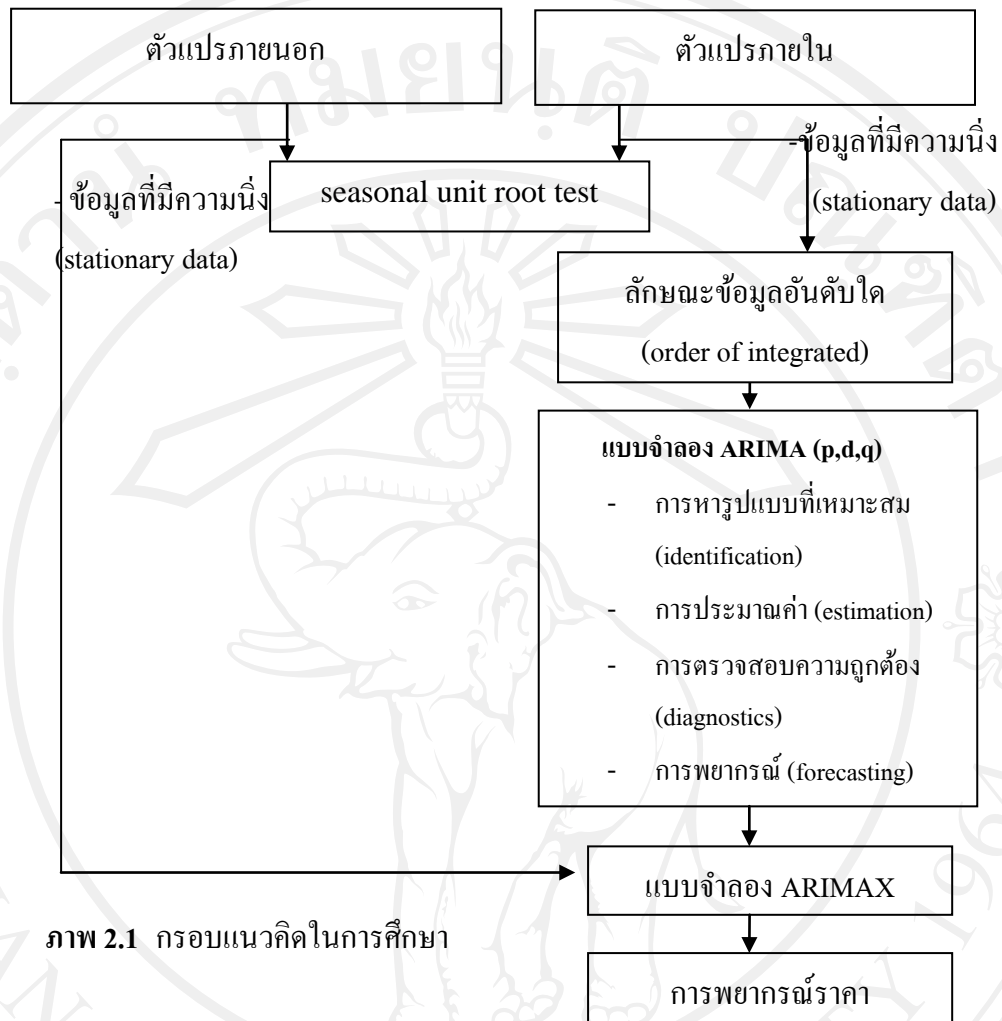 ตัวแปรภายนอก
ตัวแปรภายใน
seasonal unit root test
- ข้อมูลที่มีความนิ่ง
(stationary data)
-ข้อมูลที่มีความนิ่ง
(stationary data)
ลักษณะข้อมูลอันดับใด
(order of integrated)
แบบจำลอง ARIMA (p,d,q)
- การหารูปแบบที่เหมาะสม
(identification)
- การประมาณค่า (estimation)
- การตรวจสอบความถูกต้อง
(diagnostics)
- การพยากรณ์ (forecasting)
แบบจำลอง ARIMAX
ภาพ 2.1 กรอบแนวคิดในการศึกษา
การพยากรณ์ราคา